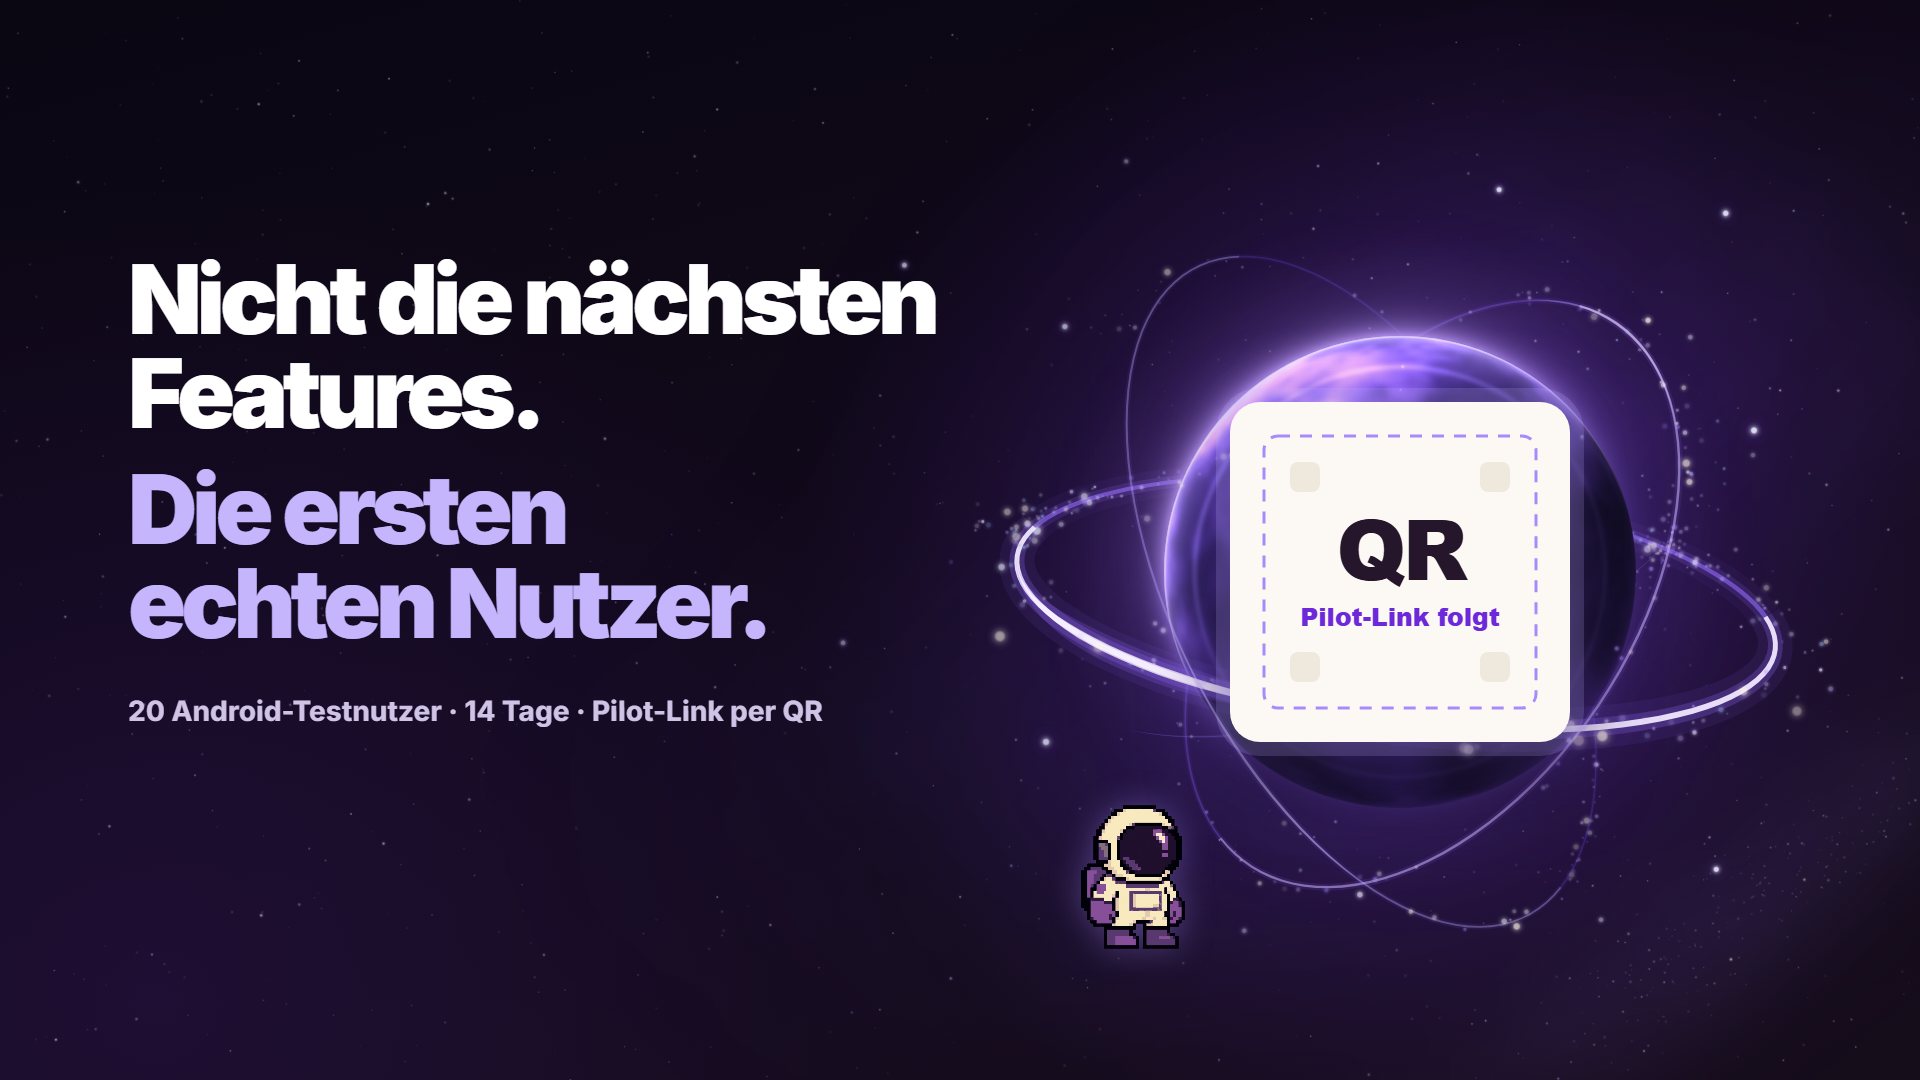 Nicht die nächsten
Features.
Die ersten
echten Nutzer.
20 Android-Testnutzer · 14 Tage · Pilot-Link per QR
QR
Pilot-Link folgt